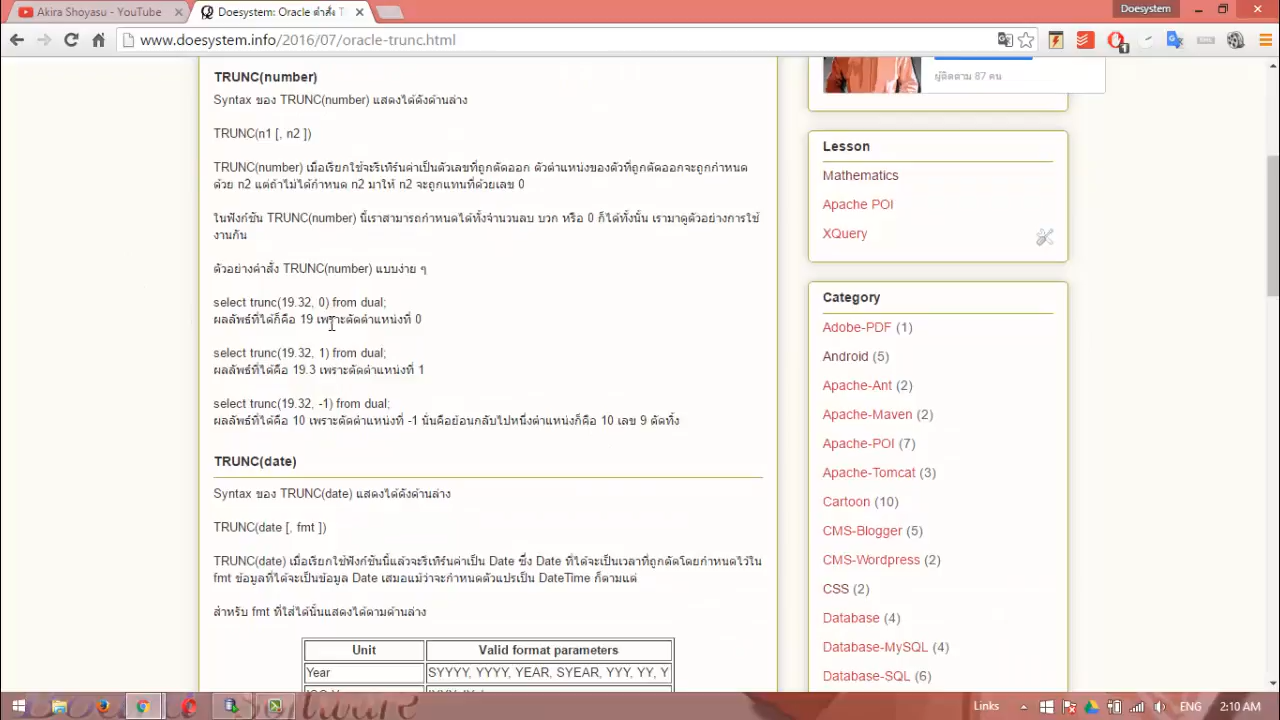 Akira Shoyasu - YouTube
Doesystem: Oracle คำสั่ง T
Doesystem
www.doesystem.info/2016/07/oracle-trunc.html
TRUNC(number)
Syntax ของ TRUNC(number) แสดงได้ดังด้านล่าง
TRUNC(n1 [, n2 ])
TRUNC(number) เมื่อเรียกใช้จะรีเทิร์นค่าเป็นตัวเลขที่ถูกตัดออก ตัวตำแหน่งของตัวที่ถูกตัดออกจะถูกกำหนด
ด้วย n2 แต่ถ้าไม่ได้กำหนด n2 มาให้ n2 จะถูกแทนที่ด้วยเลข 0
ในฟังก์ชัน TRUNC(number) นี้เราสามารถกำหนดได้ทั้งจำนวนลบ บวก หรือ 0 ก็ได้ทั้งนั้น เรามาดูตัวอย่างการใช้
งานกัน
ตัวอย่างคำสั่ง TRUNC(number) แบบง่าย ๆ
select trunc(19.32, 0) from dual;
ผลลัพธ์ที่ได้ก็คือ 19 เพราะตัดตำแหน่งที่ 0
select trunc(19.32, 1) from dual;
ผลลัพธ์ที่ได้คือ 19.3 เพราะตัดตำแหน่งที่ 1
select trunc(19.32, -1) from dual;
ผลลัพธ์ที่ได้คือ 10 เพราะตัดตำแหน่งที่ -1 นั่นคือย้อนกลับไปหนึ่งตำแหน่งก็คือ 10 เลข 9 ตัดทิ้ง
TRUNC(date)
Syntax ของ TRUNC(date) แสดงได้ดังด้านล่าง
TRUNC(date [, fmt ])
TRUNC(date) เมื่อเรียกใช้ฟังก์ชันนี้แล้วจะรีเทิร์นค่าเป็น Date ซึ่ง Date ที่ได้จะเป็นเวลาที่ถูกตัดโดยกำหนดไว้ใน
fmt ข้อมูลที่ได้จะเป็นข้อมูล Date เสมอแม้ว่าจะกำหนดตัวแปรเป็น DateTime ก็ตามแต่
สำหรับ fmt ที่ใส่ได้นั้นแสดงได้ตามด้านล่าง
Unit Valid format parameters
Year SYYYY, YYYY, YEAR, SYEAR, YYY, YY, Y
ผู้ติดตาม 87 คน
Lesson
Mathematics
Apache POI
XQuery
Category
Adobe-PDF (1)
Android (5)
Apache-Ant (2)
Apache-Maven (2)
Apache-POI (7)
Apache-Tomcat (3)
Cartoon (10)
CMS-Blogger (5)
CMS-Wordpress (2)
CSS (2)
Database (4)
Database-MySQL (4)
Database-SQL (6)
Links
ENG
2:10 AM